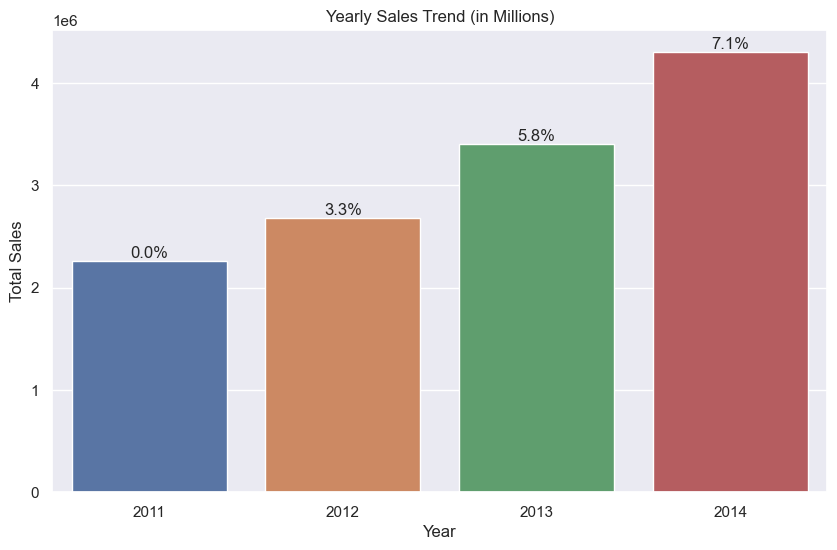 Yearly Sales Trend (in Millions)
1e6
7.1%
4
5.8%
3
3.3%
0.0%
Total Sales
2
1
0
2011 2012 2013 2014
Year